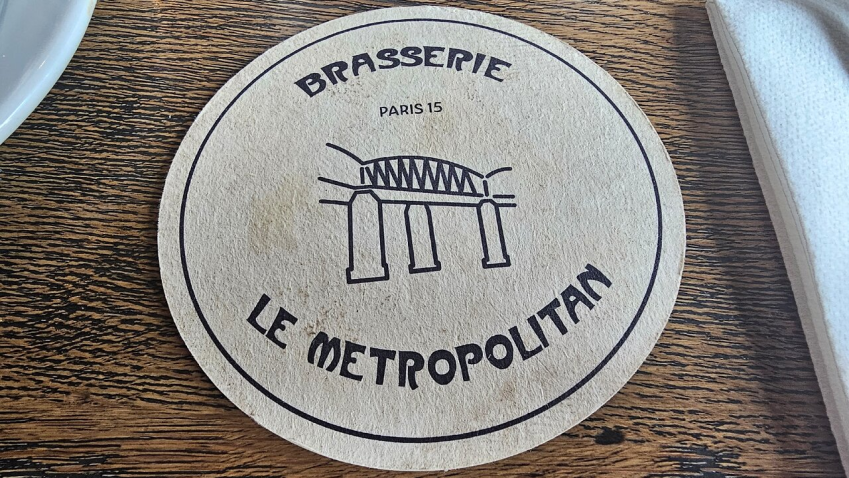 BRASSERIE
PARIS 15
LE METROPOLITAN